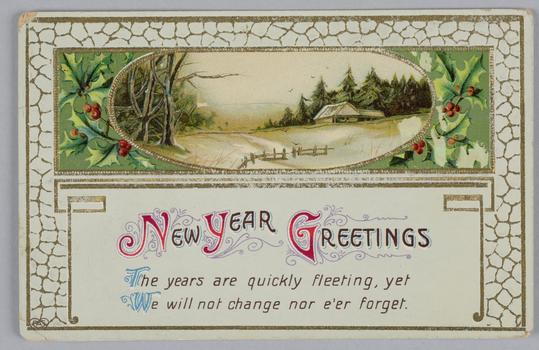 New Year Greetings
The years are quickly fleeting, yet
We will not change nor e'er forget.